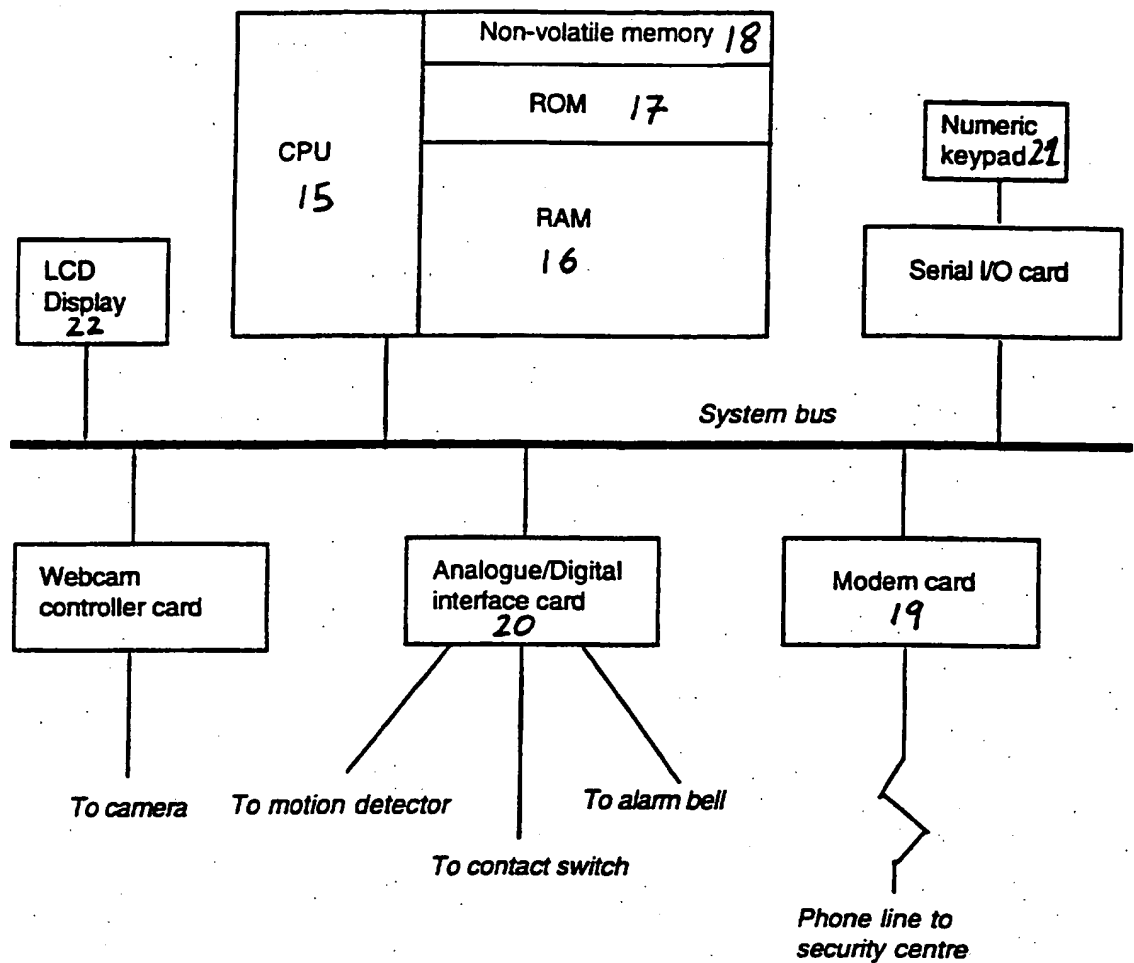 Non-volatile memory 18
ROM 17
CPU
15
RAM
16
Numeric
keypad 21
Serial I/O card
LCD
Display
22
System bus
Webcam
controller card
Analogue/Digital
interface card
20
Modem card
19
To camera
To motion detector
To alarm bell
To contact switch
Phone line to
security centre